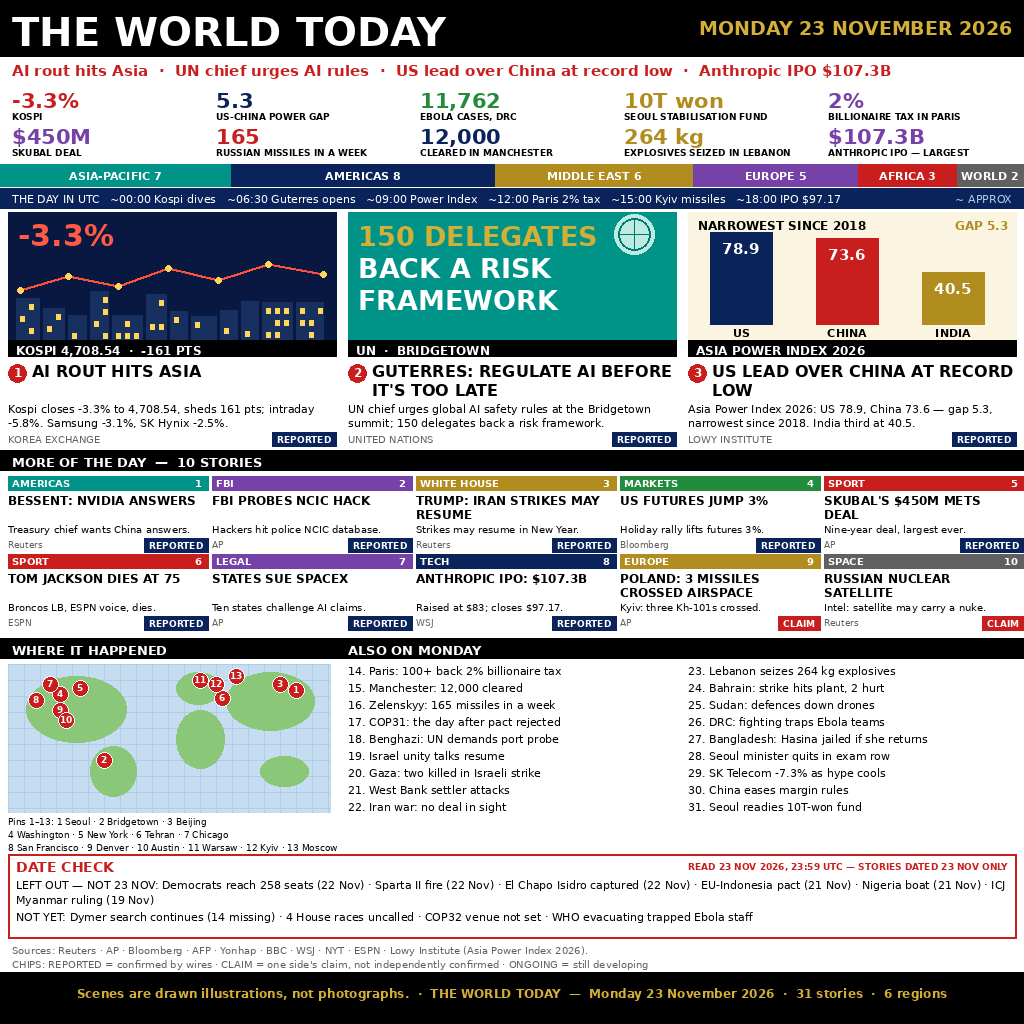 THE WORLD TODAY
MONDAY 23 NOVEMBER 2026
AI rout hits Asia · UN chief urges AI rules · US lead over China at record low · Anthropic IPO $107.3B
-3.3%
KOSPI
5.3
US-CHINA POWER GAP
11,762
EBOLA CASES, DRC
10T won
SEOUL STABILISATION FUND
2%
BILLIONAIRE TAX IN PARIS
$450M
SKUBAL DEAL
165
RUSSIAN MISSILES IN A WEEK
12,000
CLEARED IN MANCHESTER
264 kg
EXPLOSIVES SEIZED IN LEBANON
$107.3B
ANTHROPIC IPO — LARGEST
ASIA-PACIFIC 7
AMERICAS 8
MIDDLE EAST 6
EUROPE 5
AFRICA 3
WORLD 2
THE DAY IN UTC ~00:00 Kospi dives ~06:30 Guterres opens ~09:00 Power Index ~12:00 Paris 2% tax ~15:00 Kyiv missiles ~18:00 IPO $97.17
~ APPROX
-3.3%
KOSPI 4,708.54 · -161 PTS
150 DELEGATES
BACK A RISK
FRAMEWORK
UN · BRIDGETOWN
NARROWEST SINCE 2018
GAP 5.3
78.9
73.6
40.5
US
CHINA
INDIA
ASIA POWER INDEX 2026
1 AI ROUT HITS ASIA
Kospi closes -3.3% to 4,708.54, sheds 161 pts; intraday
-5.8%. Samsung -3.1%, SK Hynix -2.5%.
KOREA EXCHANGE
REPORTED
2 GUTERRES: REGULATE AI BEFORE
IT'S TOO LATE
UN chief urges global AI safety rules at the Bridgetown
summit; 150 delegates back a risk framework.
UNITED NATIONS
REPORTED
3 US LEAD OVER CHINA AT RECORD
LOW
Asia Power Index 2026: US 78.9, China 73.6 — gap 5.3,
narrowest since 2018. India third at 40.5.
LOWY INSTITUTE
REPORTED
MORE OF THE DAY — 10 STORIES
AMERICAS 1
BESSENT: NVIDIA ANSWERS
Treasury chief wants China answers.
Reuters
REPORTED
FBI 2
FBI PROBES NCIC HACK
Hackers hit police NCIC database.
AP
REPORTED
WHITE HOUSE 3
TRUMP: IRAN STRIKES MAY
RESUME
Strikes may resume in New Year.
Reuters
REPORTED
MARKETS 4
US FUTURES JUMP 3%
Holiday rally lifts futures 3%.
Bloomberg
REPORTED
SPORT 5
SKUBAL'S $450M METS
DEAL
Nine-year deal, largest ever.
AP
REPORTED
SPORT 6
TOM JACKSON DIES AT 75
Broncos LB, ESPN voice, dies.
ESPN
REPORTED
LEGAL 7
STATES SUE SPACEX
Ten states challenge AI claims.
AP
REPORTED
TECH 8
ANTHROPIC IPO: $107.3B
Raised at $83; closes $97.17.
WSJ
REPORTED
EUROPE 9
POLAND: 3 MISSILES
CROSSED AIRSPACE
Kyiv: three Kh-101s crossed.
AP
CLAIM
SPACE 10
RUSSIAN NUCLEAR
SATELLITE
Intel: satellite may carry a nuke.
Reuters
CLAIM
WHERE IT HAPPENED
7
4
5
8
9
10
2
11
12
13
6
3
1
Pins 1–13: 1 Seoul · 2 Bridgetown · 3 Beijing
4 Washington · 5 New York · 6 Tehran · 7 Chicago
8 San Francisco · 9 Denver · 10 Austin · 11 Warsaw · 12 Kyiv · 13 Moscow
ALSO ON MONDAY
14. Paris: 100+ back 2% billionaire tax
15. Manchester: 12,000 cleared
16. Zelenskyy: 165 missiles in a week
17. COP31: the day after pact rejected
18. Benghazi: UN demands port probe
19. Israel unity talks resume
20. Gaza: two killed in Israeli strike
21. West Bank settler attacks
22. Iran war: no deal in sight
23. Lebanon seizes 264 kg explosives
24. Bahrain: strike hits plant, 2 hurt
25. Sudan: defences down drones
26. DRC: fighting traps Ebola teams
27. Bangladesh: Hasina jailed if she returns
28. Seoul minister quits in exam row
29. SK Telecom -7.3% as hype cools
30. China eases margin rules
31. Seoul readies 10T-won fund
DATE CHECK
READ 23 NOV 2026, 23:59 UTC — STORIES DATED 23 NOV ONLY
LEFT OUT — NOT 23 NOV: Democrats reach 258 seats (22 Nov) · Sparta II fire (22 Nov) · El Chapo Isidro captured (22 Nov) · EU-Indonesia pact (21 Nov) · Nigeria boat (21 Nov) · ICJ
Myanmar ruling (19 Nov)
NOT YET: Dymer search continues (14 missing) · 4 House races uncalled · COP32 venue not set · WHO evacuating trapped Ebola staff
Sources: Reuters · AP · Bloomberg · AFP · Yonhap · BBC · WSJ · NYT · ESPN · Lowy Institute (Asia Power Index 2026).
CHIPS: REPORTED = confirmed by wires · CLAIM = one side's claim, not independently confirmed · ONGOING = still developing
Scenes are drawn illustrations, not photographs. · THE WORLD TODAY — Monday 23 November 2026 · 31 stories · 6 regions